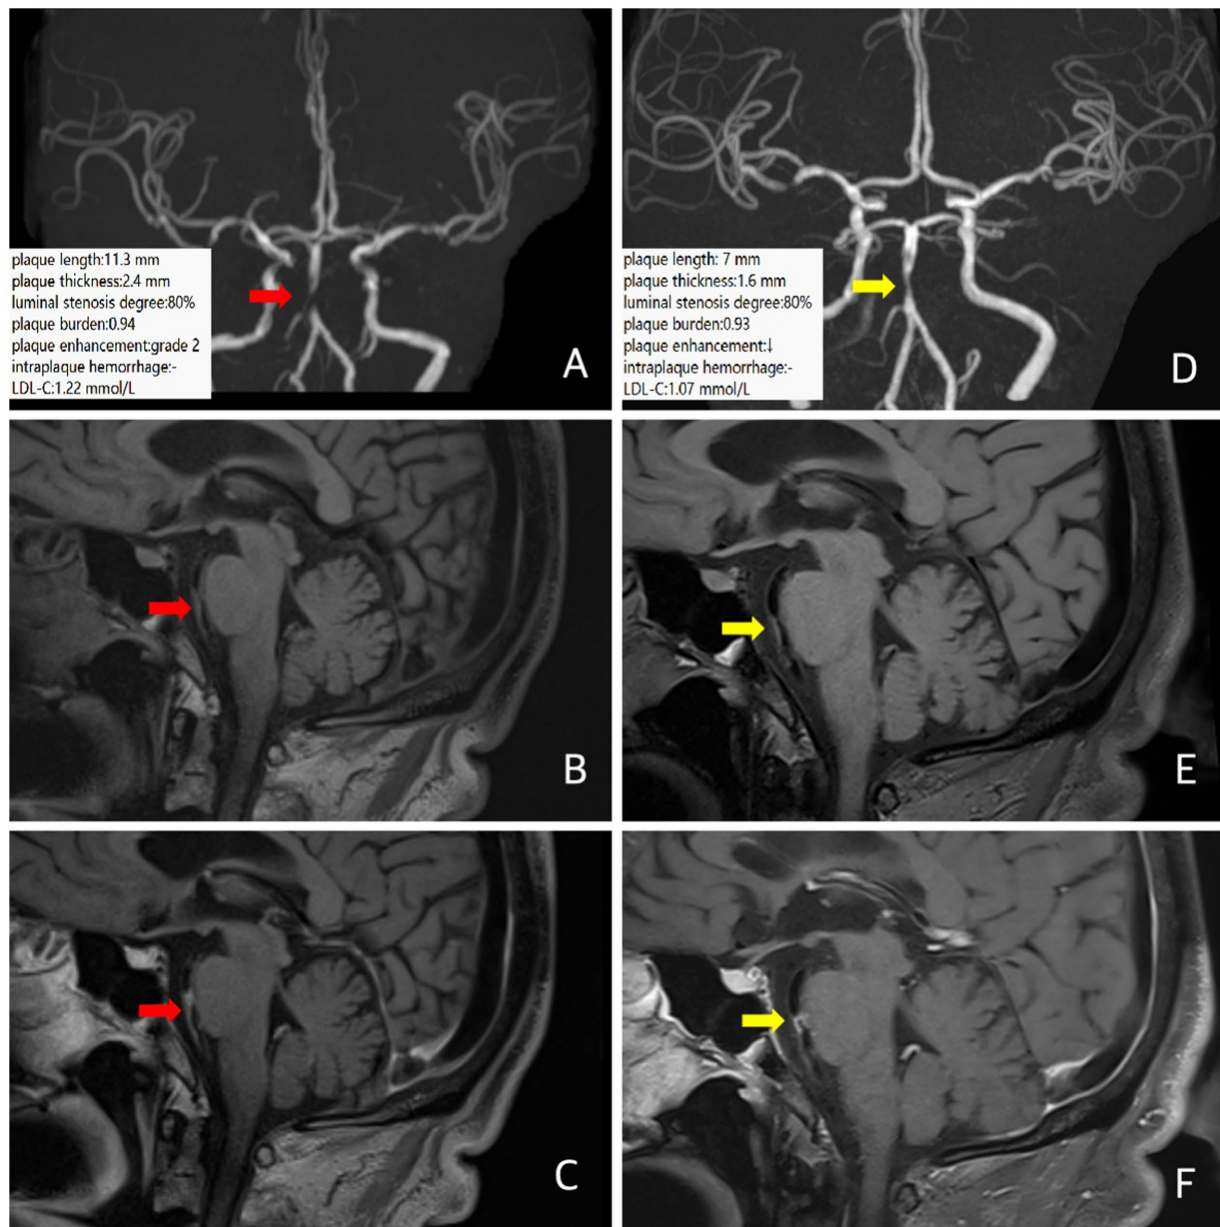 plaque length:11.3 mm
plaque thickness:2.4 mm
luminal stenosis degree:80%
plaque burden:0.94
plaque enhancement:grade 2
intraplaque hemorrhage:-
LDL-C:1.22 mmol/L
A
plaque length: 7 mm
plaque thickness:1.6 mm
luminal stenosis degree:80%
plaque burden:0.93
plaque enhancement:↓
intraplaque hemorrhage:-
LDL-C:1.07 mmol/L
D
B
E
C
F